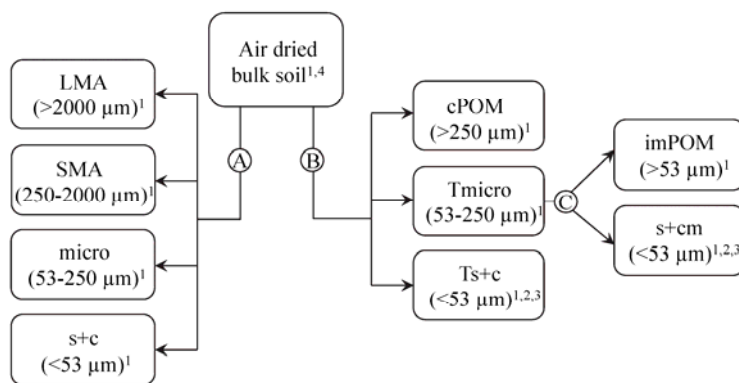 Air dried
bulk soil¹,⁴
LMA
(>2000 µm)¹
SMA
(250-2000 µm)¹
micro
(53-250 µm)¹
s+c
(<53 µm)¹
A
B
cPOM
(>250 µm)¹
Tmicro
(53-250 µm)¹
Ts+c
(<53 µm)¹,²,³
C
imPOM
(>53 µm)¹
s+cm
(<53 µm)¹,²,³